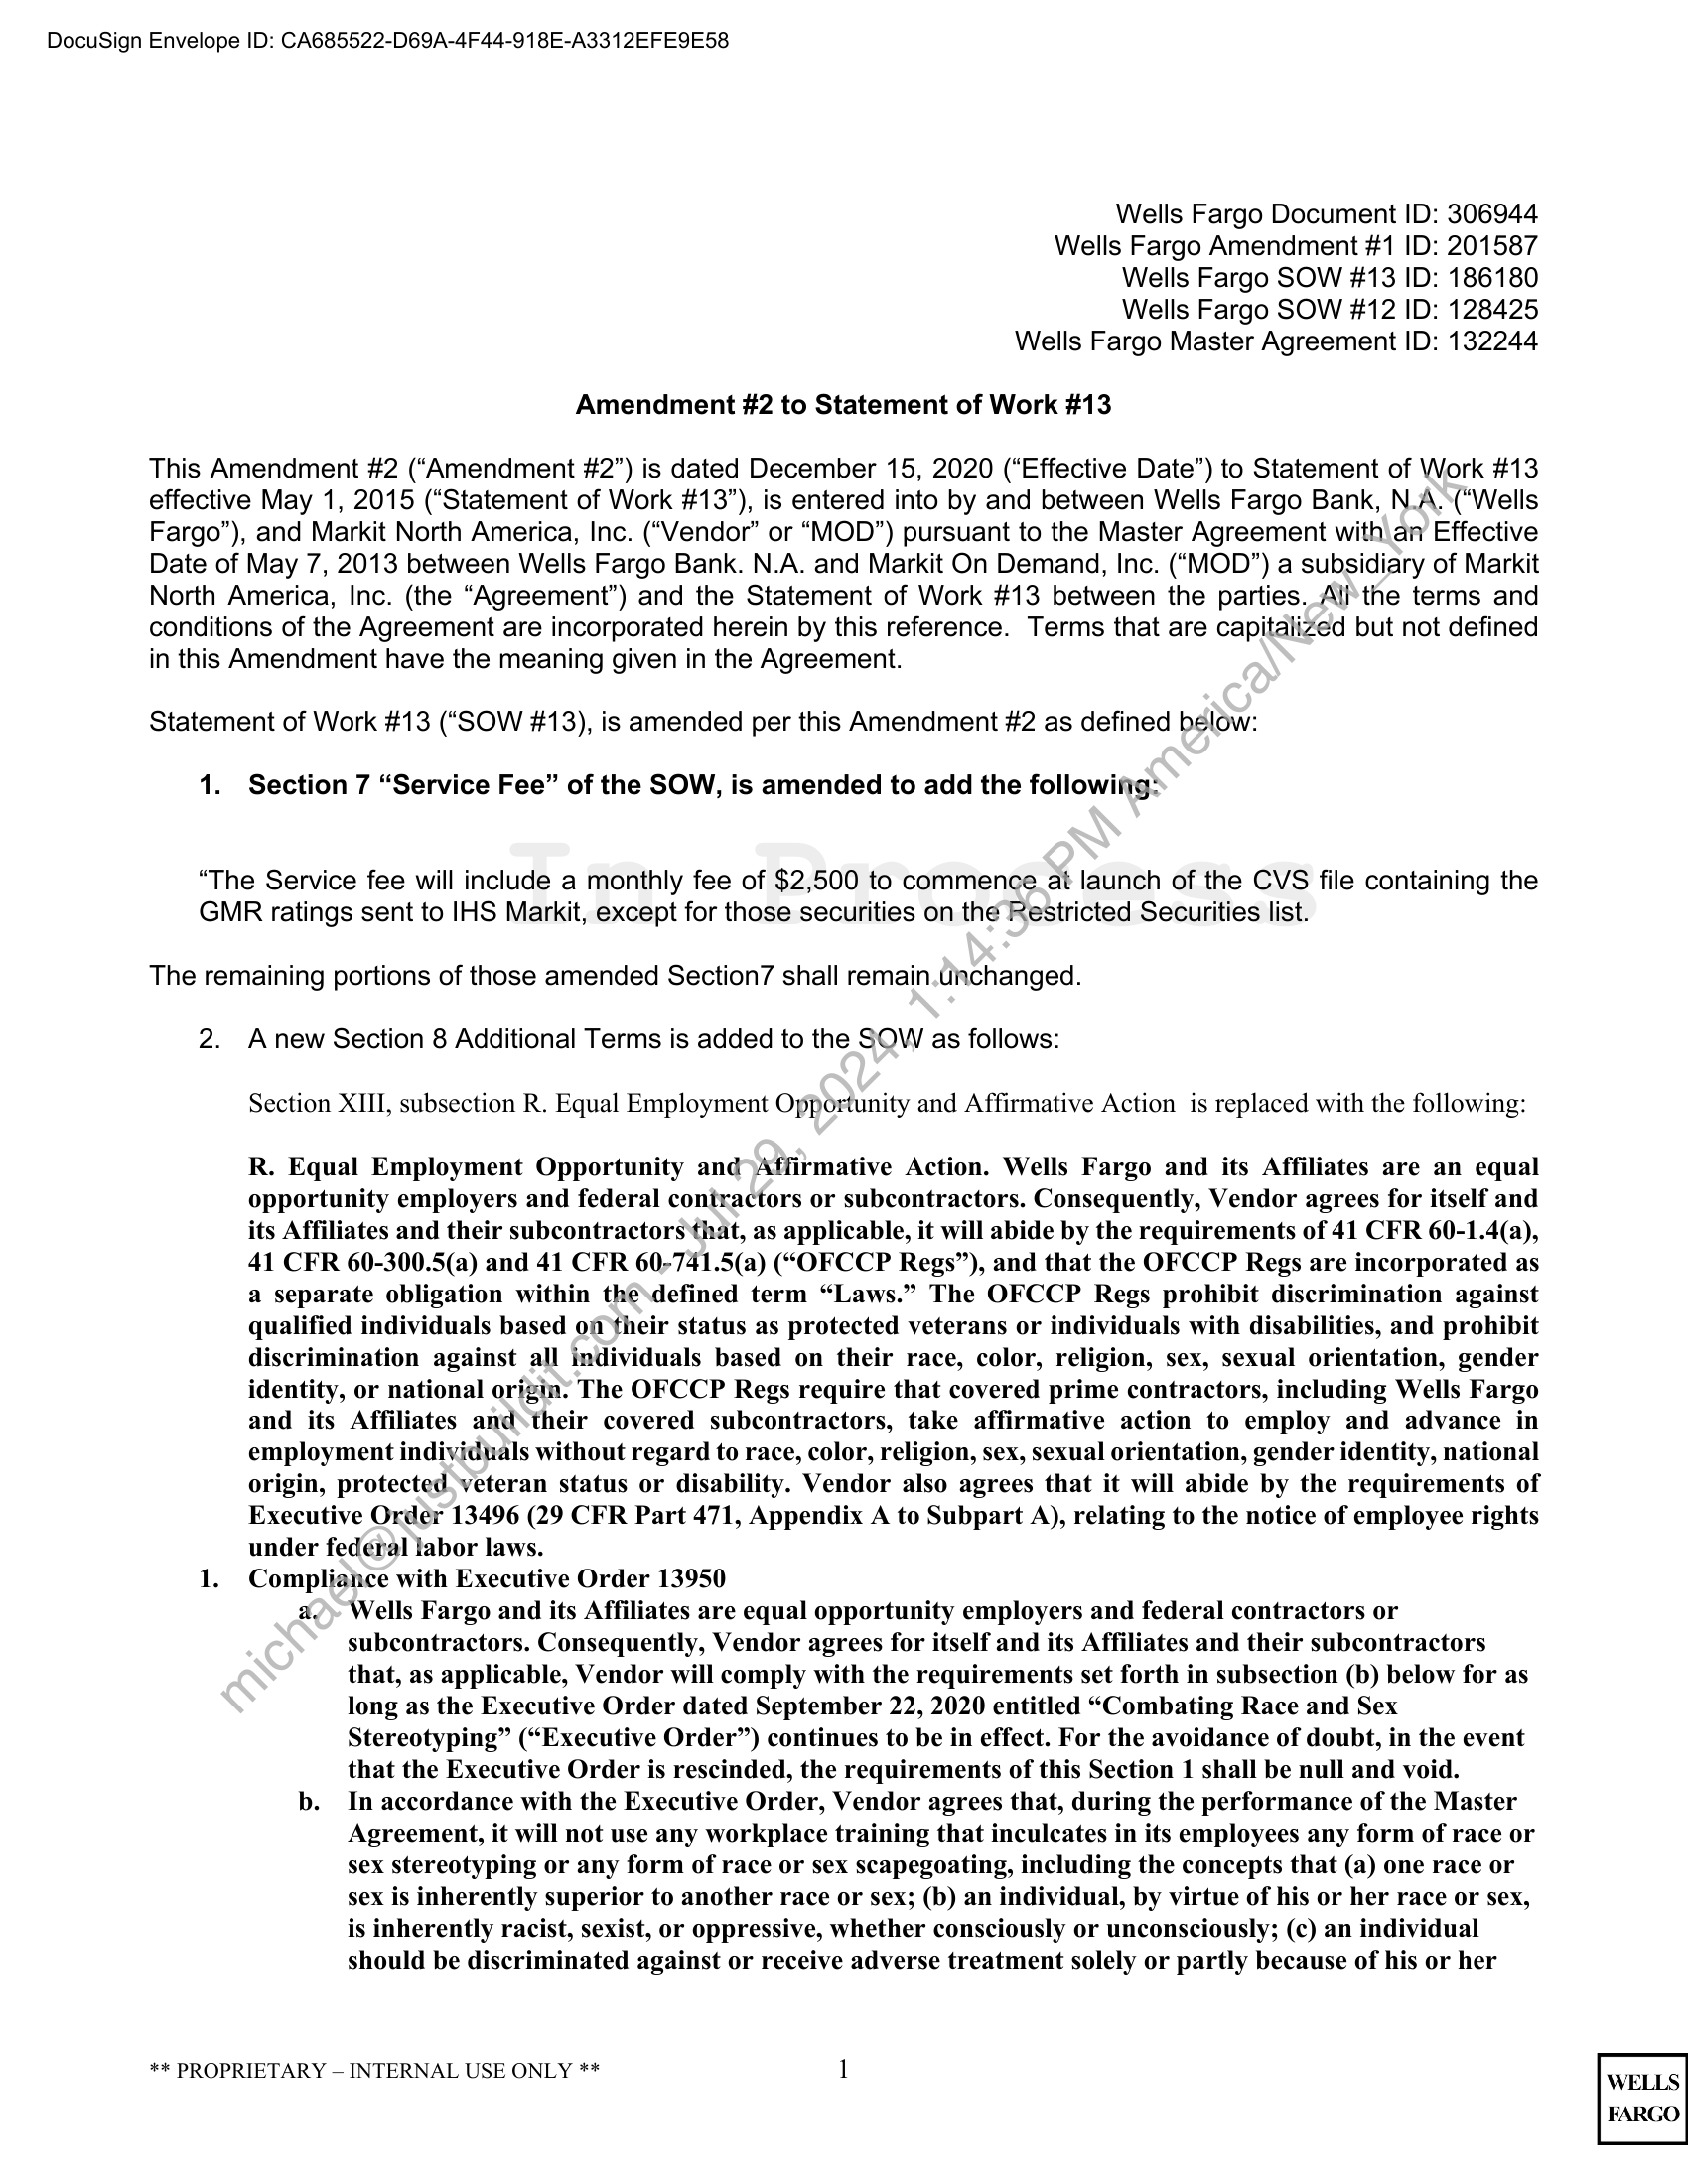 DocuSign Envelope ID: CA685522-D69A-4F44-918E-A3312EFE9E58
Wells Fargo Document ID: 306944
Wells Fargo Amendment #1 ID: 201587
Wells Fargo SOW #13 ID: 186180
Wells Fargo SOW #12 ID: 128425
Wells Fargo Master Agreement ID: 132244
Amendment #2 to Statement of Work #13
This Amendment #2 (“Amendment #2”) is dated December 15, 2020 (“Effective Date”) to Statement of Work #13
effective May 1, 2015 (“Statement of Work #13”), is entered into by and between Wells Fargo Bank, N.A. (“Wells
Fargo”), and Markit North America, Inc. (“Vendor” or “MOD”) pursuant to the Master Agreement with an Effective
Date of May 7, 2013 between Wells Fargo Bank. N.A. and Markit On Demand, Inc. (“MOD”) a subsidiary of Markit
North America, Inc. (the “Agreement”) and the Statement of Work #13 between the parties. All the terms and
conditions of the Agreement are incorporated herein by this reference.  Terms that are capitalized but not defined
in this Amendment have the meaning given in the Agreement.
Statement of Work #13 (“SOW #13), is amended per this Amendment #2 as defined below:
1. Section 7 “Service Fee” of the SOW, is amended to add the following:
In Process
“The Service fee will include a monthly fee of $2,500 to commence at launch of the CVS file containing the
GMR ratings sent to IHS Markit, except for those securities on the Restricted Securities list.
The remaining portions of those amended Section7 shall remain unchanged.
2. A new Section 8 Additional Terms is added to the SOW as follows:
Section XIII, subsection R. Equal Employment Opportunity and Affirmative Action  is replaced with the following:
R. Equal Employment Opportunity and Affirmative Action. Wells Fargo and its Affiliates are an equal
opportunity employers and federal contractors or subcontractors. Consequently, Vendor agrees for itself and
its Affiliates and their subcontractors that, as applicable, it will abide by the requirements of 41 CFR 60-1.4(a),
41 CFR 60-300.5(a) and 41 CFR 60-741.5(a) (“OFCCP Regs”), and that the OFCCP Regs are incorporated as
a separate obligation within the defined term “Laws.” The OFCCP Regs prohibit discrimination against
qualified individuals based on their status as protected veterans or individuals with disabilities, and prohibit
discrimination against all individuals based on their race, color, religion, sex, sexual orientation, gender
identity, or national origin. The OFCCP Regs require that covered prime contractors, including Wells Fargo
and its Affiliates and their covered subcontractors, take affirmative action to employ and advance in
employment individuals without regard to race, color, religion, sex, sexual orientation, gender identity, national
origin, protected veteran status or disability. Vendor also agrees that it will abide by the requirements of
Executive Order 13496 (29 CFR Part 471, Appendix A to Subpart A), relating to the notice of employee rights
under federal labor laws.
1. Compliance with Executive Order 13950
a. Wells Fargo and its Affiliates are equal opportunity employers and federal contractors or
subcontractors. Consequently, Vendor agrees for itself and its Affiliates and their subcontractors
that, as applicable, Vendor will comply with the requirements set forth in subsection (b) below for as
long as the Executive Order dated September 22, 2020 entitled “Combating Race and Sex
Stereotyping” (“Executive Order”) continues to be in effect. For the avoidance of doubt, in the event
that the Executive Order is rescinded, the requirements of this Section 1 shall be null and void.
b. In accordance with the Executive Order, Vendor agrees that, during the performance of the Master
Agreement, it will not use any workplace training that inculcates in its employees any form of race or
sex stereotyping or any form of race or sex scapegoating, including the concepts that (a) one race or
sex is inherently superior to another race or sex; (b) an individual, by virtue of his or her race or sex,
is inherently racist, sexist, or oppressive, whether consciously or unconsciously; (c) an individual
should be discriminated against or receive adverse treatment solely or partly because of his or her
michael@justbuildit.com - Jul 29, 2024, 1:14:36 PM America/New_York
** PROPRIETARY – INTERNAL USE ONLY **
1
WELLS
FARGO